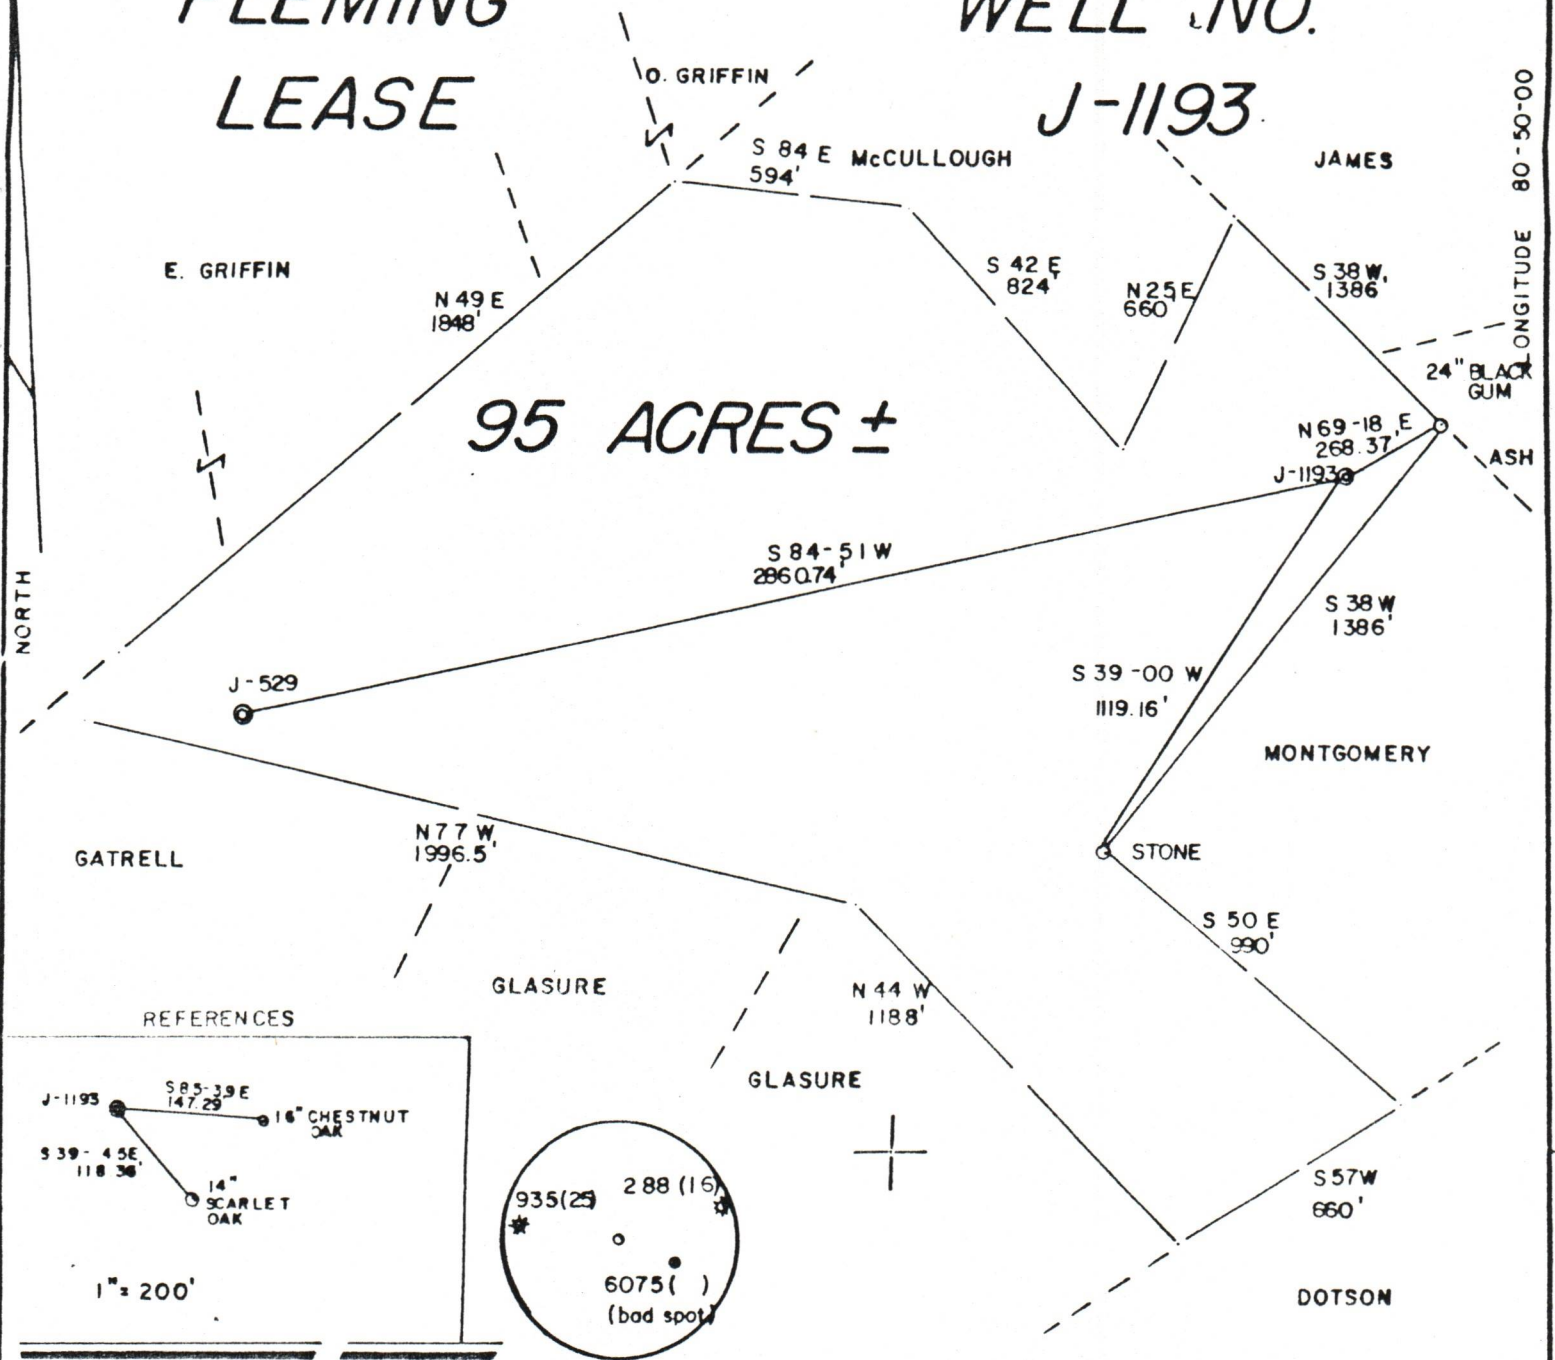 FLEMING
WELL NO.
LEASE
J-1193
O. GRIFFIN
S 84 E
594'
McCULLOUGH
JAMES
LONGITUDE 80-50-00
E. GRIFFIN
N 49 E
1848'
S 42 E
824'
N 25 E
660'
S 38 W
1386'
24" BLACK
GUM
95 ACRES ±
N 69-18 E
268.37'
J-1193
ASH
S 84-51 W
2860.74'
NORTH
S 38 W
1386'
J-529
S 39-00 W
1119.16'
MONTGOMERY
N 77 W
1996.5'
GATRELL
STONE
S 50 E
990'
GLASURE
N 44 W
1188'
REFERENCES
GLASURE
J-1193
S 85-39 E
147.29'
16" CHESTNUT
OAK
S 39-45E
118.36'
14"
SCARLET
OAK
1" = 200'
935(25)
288 (16)
6075( )
(bad spot)
S 57 W
660'
DOTSON